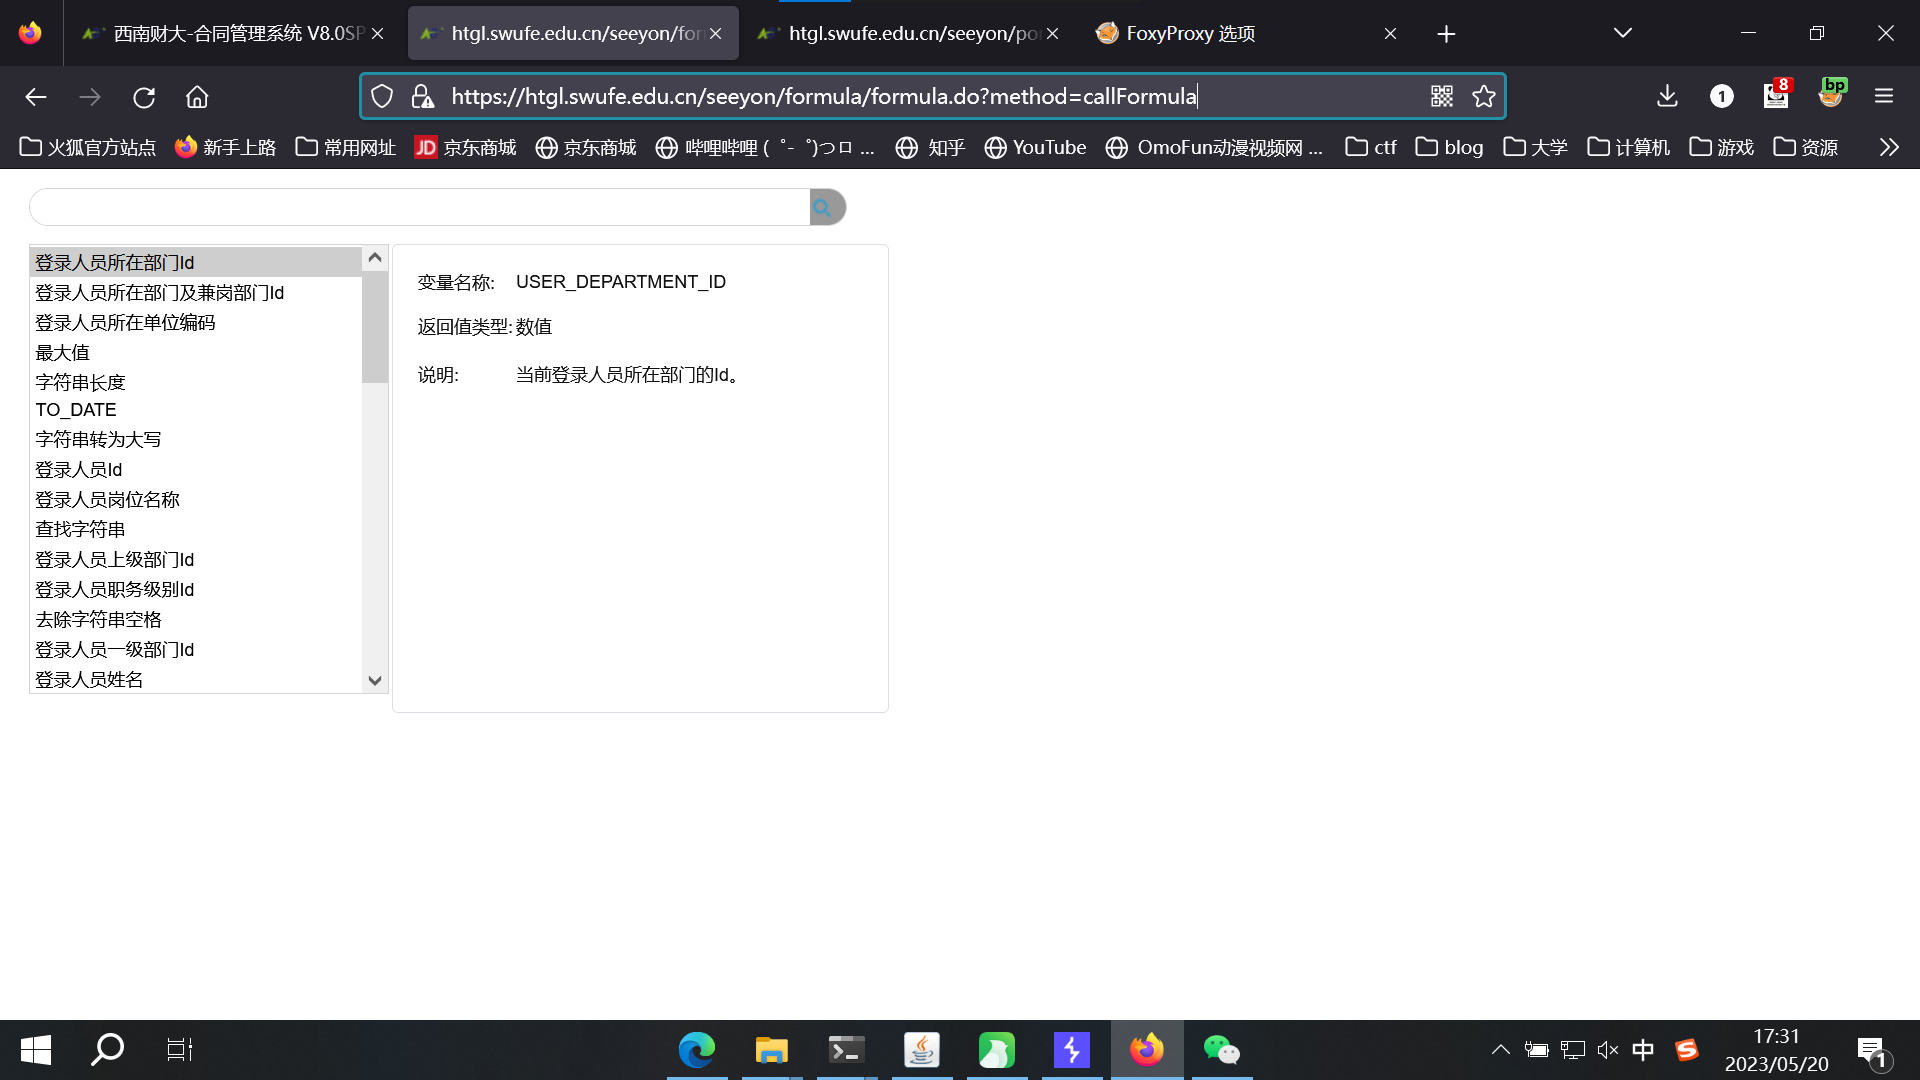 西南财大-合同管理系统 V8.0SP
htgl.swufe.edu.cn/seeyon/for
htgl.swufe.edu.cn/seeyon/po
FoxyProxy 选项
https://htgl.swufe.edu.cn/seeyon/formula/formula.do?method=callFormula
1
8
bp
火狐官方站点
新手上路
常用网址
JD 京东商城
京东商城
哔哩哔哩 ( ゜- ゜)つロ ...
知乎
YouTube
OmoFun动漫视频网 ...
ctf
blog
大学
计算机
游戏
资源
登录人员所在部门Id
登录人员所在部门及兼岗部门Id
登录人员所在单位编码
最大值
字符串长度
TO_DATE
字符串转为大写
登录人员Id
登录人员岗位名称
查找字符串
登录人员上级部门Id
登录人员职务级别Id
去除字符串空格
登录人员一级部门Id
登录人员姓名
变量名称: USER_DEPARTMENT_ID
返回值类型: 数值
说明: 当前登录人员所在部门的Id。
中
17:31
2023/05/20
1